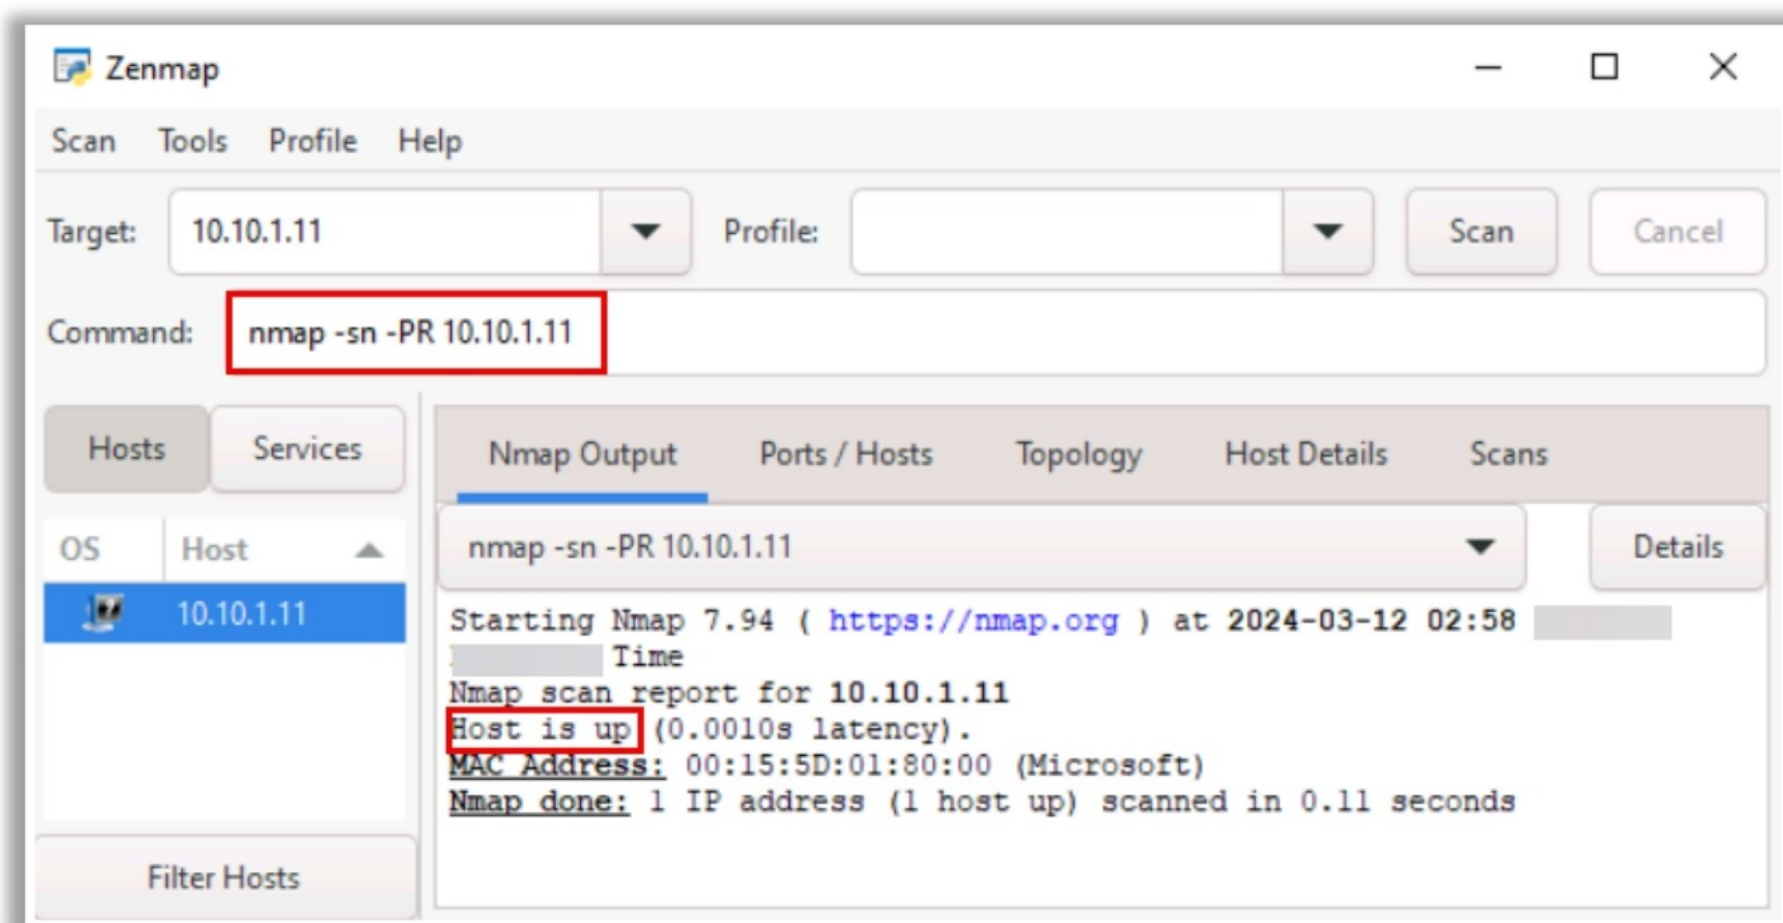 Zenmap
Scan Tools Profile Help
Target: 10.10.1.11 Profile: Scan Cancel
Command: nmap -sn -PR 10.10.1.11
Hosts Services
Nmap Output Ports / Hosts Topology Host Details Scans
OS Host
nmap -sn -PR 10.10.1.11 Details
10.10.1.11
Starting Nmap 7.94 ( https://nmap.org ) at 2024-03-12 02:58
Time
Nmap scan report for 10.10.1.11
Host is up (0.0010s latency).
MAC Address: 00:15:5D:01:80:00 (Microsoft)
Nmap done: 1 IP address (1 host up) scanned in 0.11 seconds
Filter Hosts